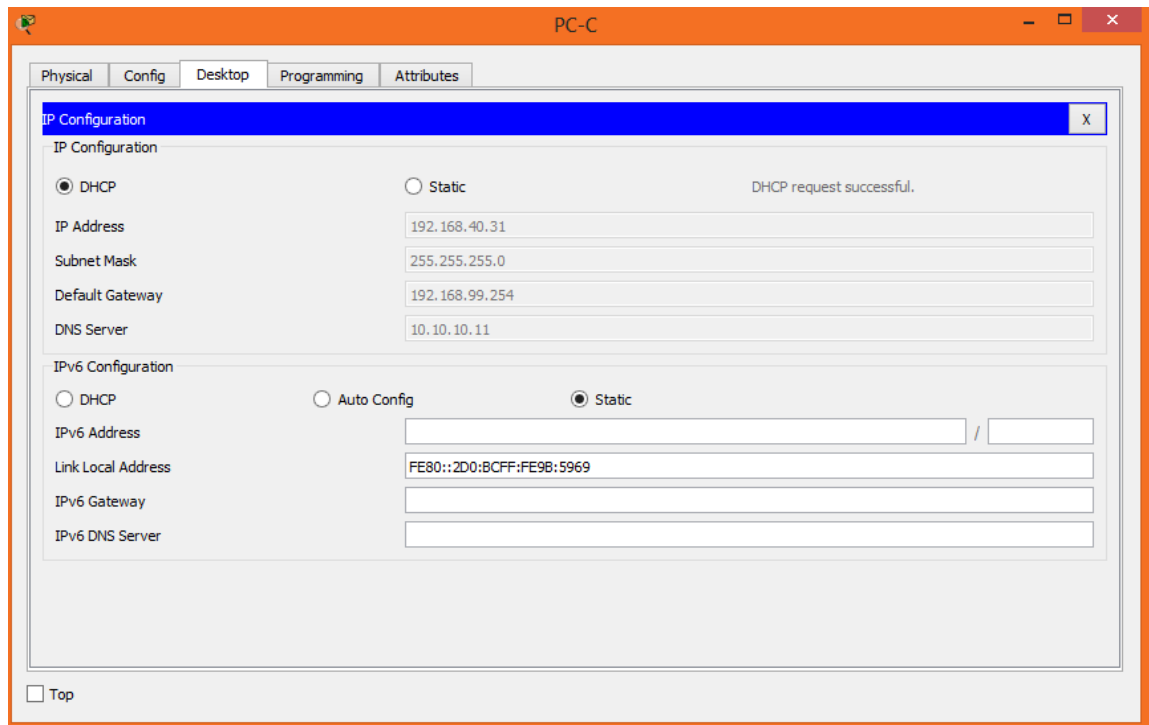 PC-C
Physical Config Desktop Programming Attributes
IP Configuration X
IP Configuration
DHCP Static DHCP request successful.
IP Address 192.168.40.31
Subnet Mask 255.255.255.0
Default Gateway 192.168.99.254
DNS Server 10.10.10.11
IPv6 Configuration
DHCP Auto Config Static
IPv6 Address /
Link Local Address FE80::2D0:BCFF:FE9B:5969
IPv6 Gateway
IPv6 DNS Server
Top